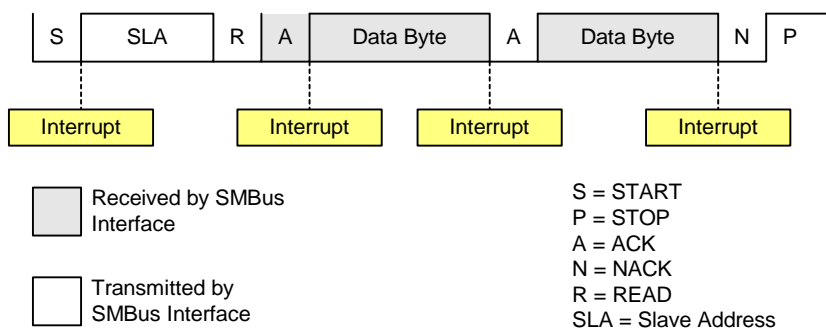 S SLA R A Data Byte A Data Byte N P
Interrupt Interrupt Interrupt Interrupt
Received by SMBus
Interface
Transmitted by
SMBus Interface
S = START
P = STOP
A = ACK
N = NACK
R = READ
SLA = Slave Address